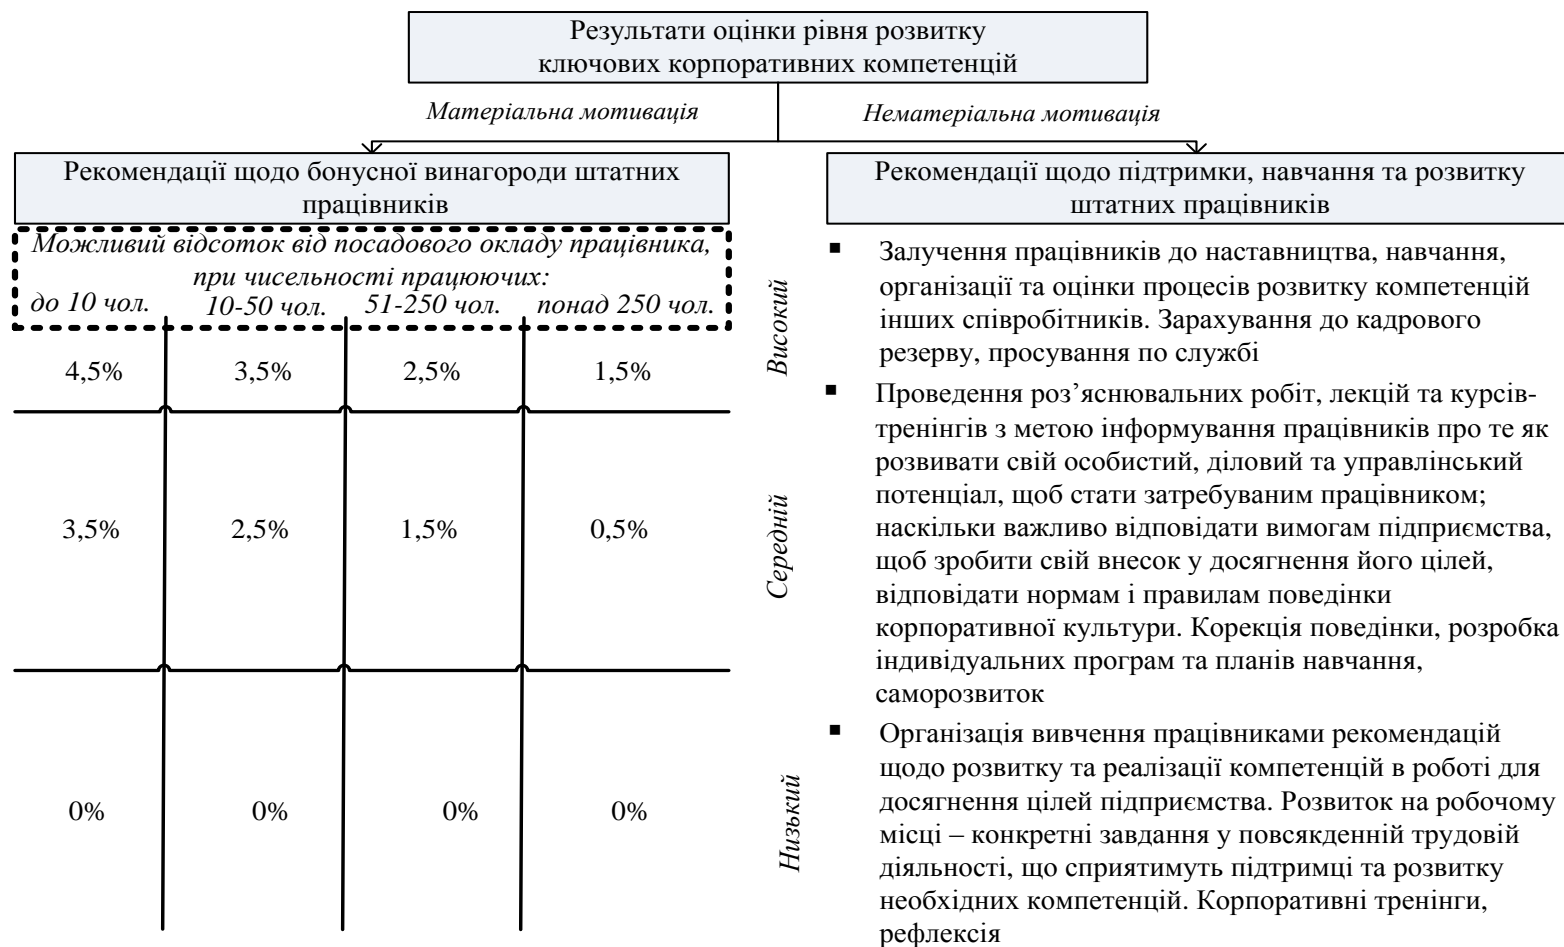 Результати оцінки рівня розвитку
ключових корпоративних компетенцій
Матеріальна мотивація
Нематеріальна мотивація
Рекомендації щодо бонусної винагороди штатних
працівників
Можливий відсоток від посадового окладу працівника,
при чисельності працюючих:
до 10 чол.
10-50 чол.
51-250 чол.
понад 250 чол.
4,5%
3,5%
2,5%
1,5%
3,5%
2,5%
1,5%
0,5%
0%
0%
0%
0%
Високий
Середній
Низький
Рекомендації щодо підтримки, навчання та розвитку
штатних працівників
▪ Залучення працівників до наставництва, навчання,
організації та оцінки процесів розвитку компетенцій
інших співробітників. Зарахування до кадрового
резерву, просування по службі
▪ Проведення роз’яснювальних робіт, лекцій та курсів-
тренінгів з метою інформування працівників про те як
розвивати свій особистий, діловий та управлінський
потенціал, щоб стати затребуваним працівником;
наскільки важливо відповідати вимогам підприємства,
щоб зробити свій внесок у досягнення його цілей,
відповідати нормам і правилам поведінки
корпоративної культури. Корекція поведінки, розробка
індивідуальних програм та планів навчання,
саморозвиток
▪ Організація вивчення працівниками рекомендацій
щодо розвитку та реалізації компетенцій в роботі для
досягнення цілей підприємства. Розвиток на робочому
місці – конкретні завдання у повсякденній трудовій
діяльності, що сприятимуть підтримці та розвитку
необхідних компетенцій. Корпоративні тренінги,
рефлексія